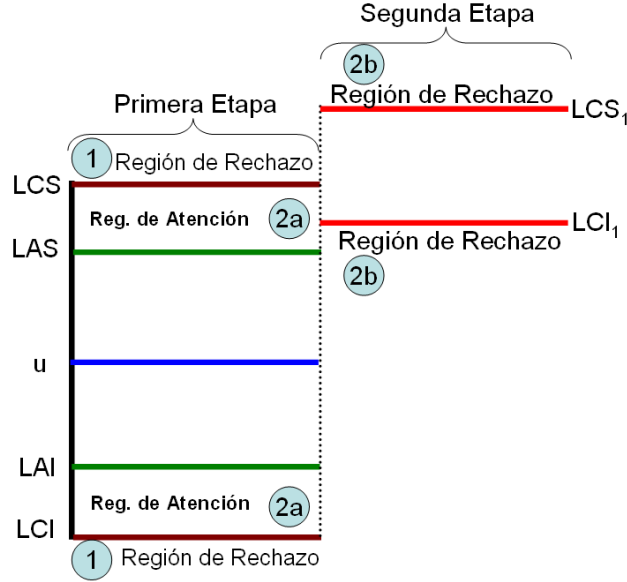 Segunda Etapa
2b
Región de Rechazo
LCS1
Primera Etapa
1
Región de Rechazo
LCS
Reg. de Atención
2a
LCI1
Región de Rechazo
LAS
2b
u
LAI
Reg. de Atención
2a
LCI
1
Región de Rechazo